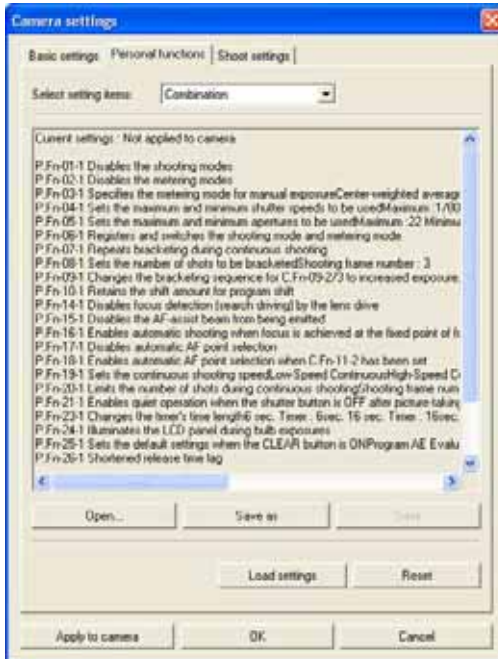 Camera settings
Basic settings Personal functions Shoot settings
Select setting items: Combination
Current settings : Not applied to camera
P.Fn-01-1 Disables the shooting modes
P.Fn-02-1 Disables the metering modes
P.Fn-03-1 Specifies the metering mode for manual exposureCenter-weighted averag
P.Fn-04-1 Sets the maximum and minimum shutter speeds to be usedMaximum : 1/80
P.Fn-05-1 Sets the maximum and minimum apertures to be usedMaximum :22 Minimu
P.Fn-06-1 Registers and switches the shooting mode and metering mode
P.Fn-07-1 Repeats bracketing during continuous shooting
P.Fn-08-1 Sets the number of shots to be bracketedShooting frame number : 3
P.Fn-09-1 Changes the bracketing sequence for C.Fn-09-2/3 to increased exposure,
P.Fn-10-1 Retains the shift amount for program shift
P.Fn-14-1 Disables focus detection (search driving) by the lens drive
P.Fn-15-1 Disables the AF-assist beam from being emitted
P.Fn-16-1 Enables automatic shooting when focus is achieved at the fixed point of fo
P.Fn-17-1 Disables automatic AF point selection
P.Fn-18-1 Enables automatic AF point selection when C.Fn-11-2 has been set
P.Fn-19-1 Sets the continuous shooting speedLow-Speed ContinuousHigh-Speed C
P.Fn-20-1 Limits the number of shots during continuous shootingShooting frame num
P.Fn-21-1 Enables quiet operation when the shutter button is OFF after picture-taking
P.Fn-23-1 Changes the timer's time length6 sec. Timer : 6sec. 16 sec. Timer : 16sec.
P.Fn-24-1 Illuminates the LCD panel during bulb exposures
P.Fn-25-1 Sets the default settings when the CLEAR button is ONProgram AE Evalu
P.Fn-26-1 Shortened release time lag
Open... Save as Save
Load settings Reset
Apply to camera OK Cancel